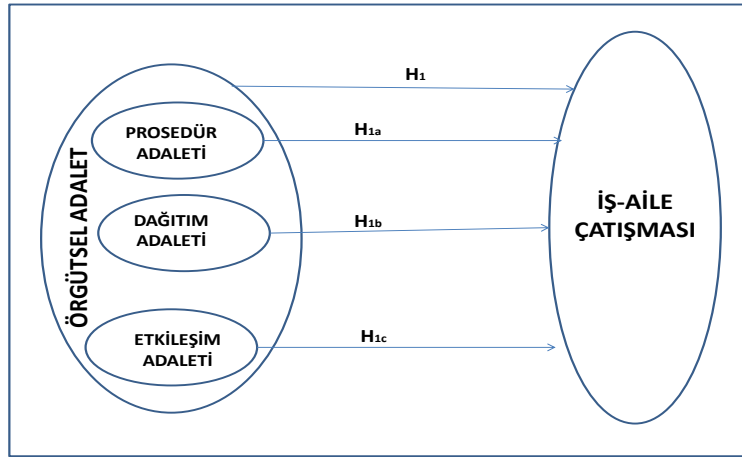 ÖRGÜTSEL ADALET
PROSEDÜR
ADALETİ
DAĞITIM
ADALETİ
ETKİLEŞİM
ADALETİ
H1
H1a
H1b
H1c
İŞ-AİLE
ÇATIŞMASI